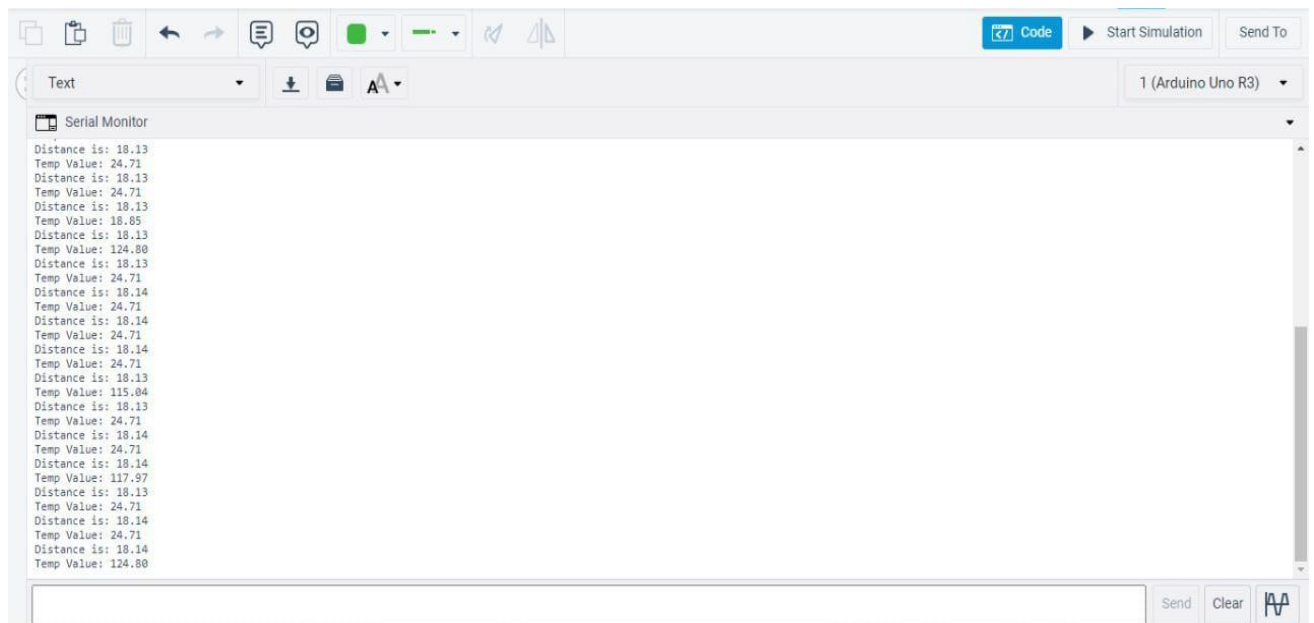 Code
Start Simulation
Send To
Text
AA
1 (Arduino Uno R3)
Serial Monitor
Distance is: 18.13
Temp Value: 24.71
Distance is: 18.13
Temp Value: 24.71
Distance is: 18.13
Temp Value: 18.85
Distance is: 18.13
Temp Value: 124.80
Distance is: 18.13
Temp Value: 24.71
Distance is: 18.14
Temp Value: 24.71
Distance is: 18.14
Temp Value: 24.71
Distance is: 18.14
Temp Value: 24.71
Distance is: 18.13
Temp Value: 115.04
Distance is: 18.13
Temp Value: 24.71
Distance is: 18.14
Temp Value: 24.71
Distance is: 18.14
Temp Value: 117.97
Distance is: 18.13
Temp Value: 24.71
Distance is: 18.14
Temp Value: 24.71
Distance is: 18.14
Temp Value: 124.80
Send
Clear